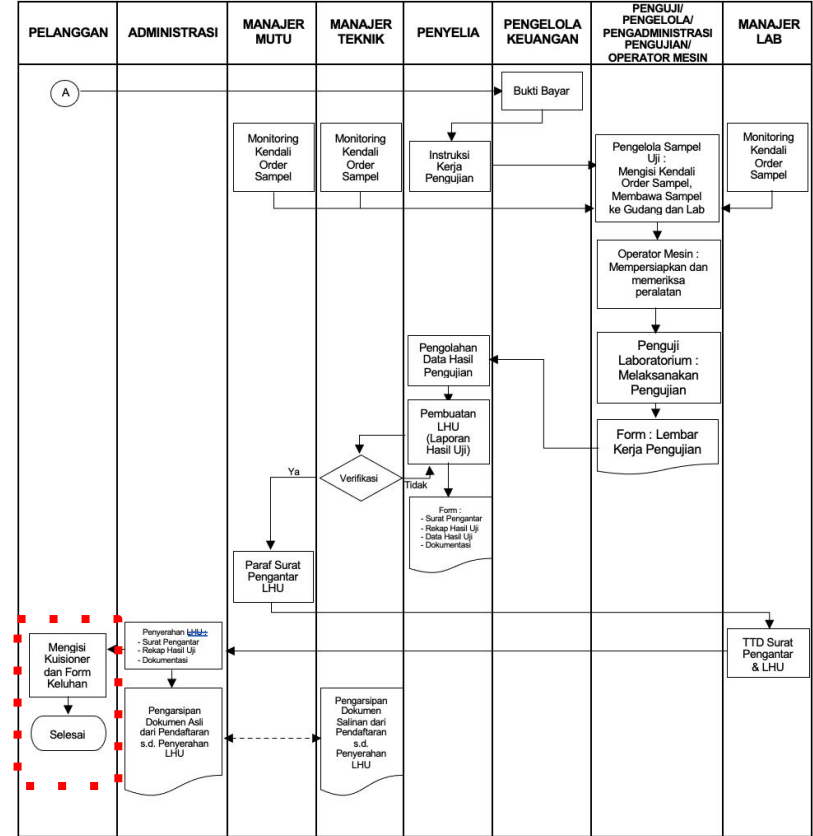 PELANGGAN
ADMINISTRASI
MANAJER
MUTU
MANAJER
TEKNIK
PENYELIA
PENGELOLA
KEUANGAN
PENGUJI/
PENGELOLA/
PENGADMINISTRASI
PENGUJIAN/
OPERATOR MESIN
MANAJER
LAB
A
Bukti Bayar
Monitoring
Kendali
Order
Sampel
Monitoring
Kendali
Order
Sampel
Instruksi
Kerja
Pengujian
Pengelola Sampel
Uji :
Mengisi Kendali
Order Sampel,
Membawa Sampel
ke Gudang dan Lab
Monitoring
Kendali
Order
Sampel
Operator Mesin :
Mempersiapkan dan
memeriksa
peralatan
Pengolahan
Data Hasil
Pengujian
Penguji
Laboratorium :
Melaksanakan
Pengujian
Pembuatan
LHU
(Laporan
Hasil Uji)
Form : Lembar
Kerja Pengujian
Ya
Verifikasi
Tidak
Form :
- Surat Pengantar
- Rekap Hasil Uji
- Data Hasil Uji
- Dokumentasi
Paraf Surat
Pengantar
LHU
Mengisi
Kuisioner
dan Form
Keluhan
Penyerahan LHU :
- Surat Pengantar
- Rekap Hasil Uji
- Dokumentasi
TTD Surat
Pengantar
& LHU
Selesai
Pengarsipan
Dokumen Asli
dari Pendaftaran
s.d. Penyerahan
LHU
Pengarsipan
Dokumen
Salinan dari
Pendaftaran
s.d.
Penyerahan
LHU